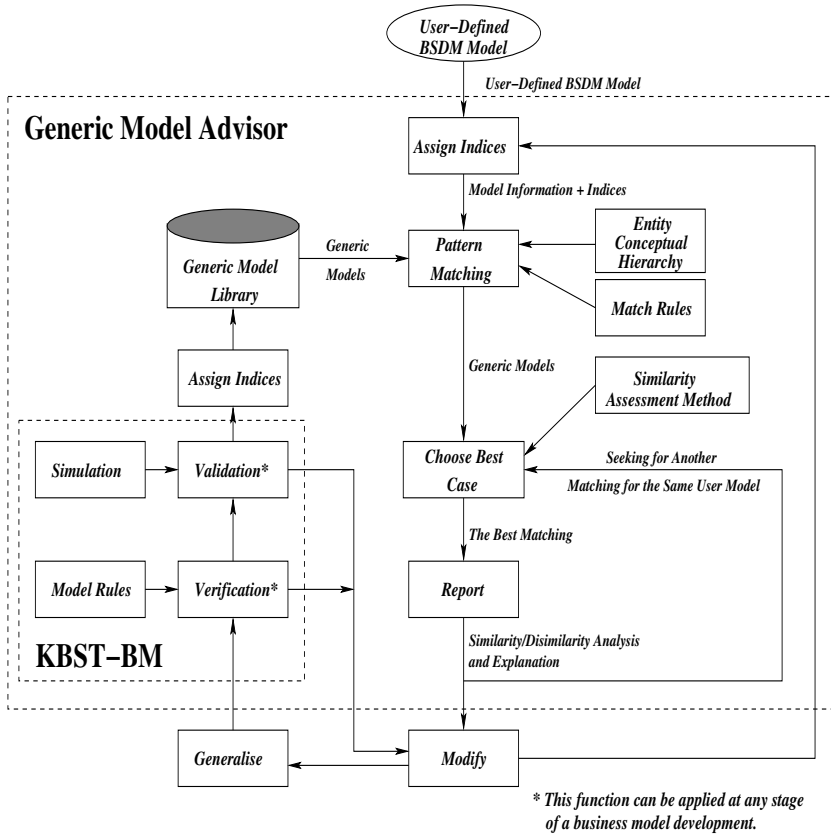 User-Defined
BSDM Model
User-Defined BSDM Model
Generic Model Advisor
Assign Indices
Model Information + Indices
Generic Model
Library
Generic
Models
Pattern
Matching
Entity
Conceptual
Hierarchy
Match Rules
Assign Indices
Generic Models
Similarity
Assessment Method
Simulation
Validation*
Choose Best
Case
Seeking for Another
Matching for the Same User Model
The Best Matching
Model Rules
Verification*
Report
KBST-BM
Similarity/Disimilarity Analysis
and Explanation
Generalise
Modify
* This function can be applied at any stage
of a business model development.